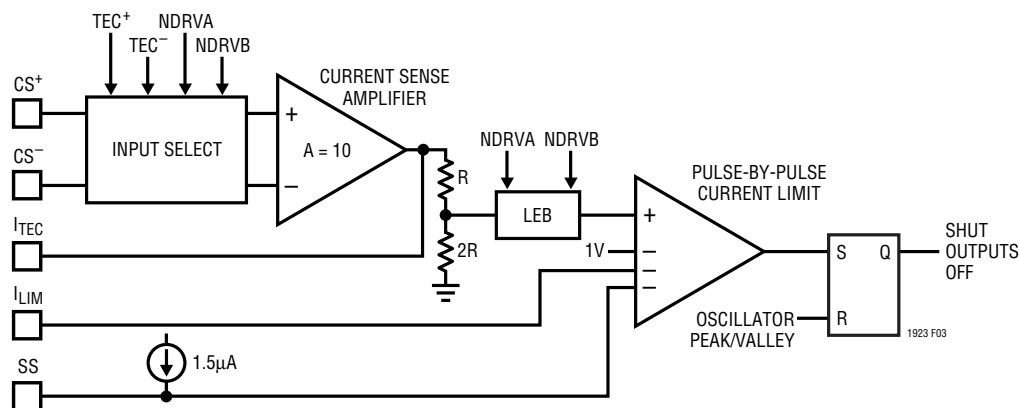 TEC+ NDRVA
TEC− NDRVB
CS+
CS−
INPUT SELECT
CURRENT SENSE
AMPLIFIER
+
A = 10
−
ITEC
ILIM
SS
1.5µA
R
2R
NDRVA NDRVB
LEB
1V
PULSE-BY-PULSE
CURRENT LIMIT
+
−
−
−
S Q
R
OSCILLATOR
PEAK/VALLEY
SHUT
OUTPUTS
OFF
1923 F03